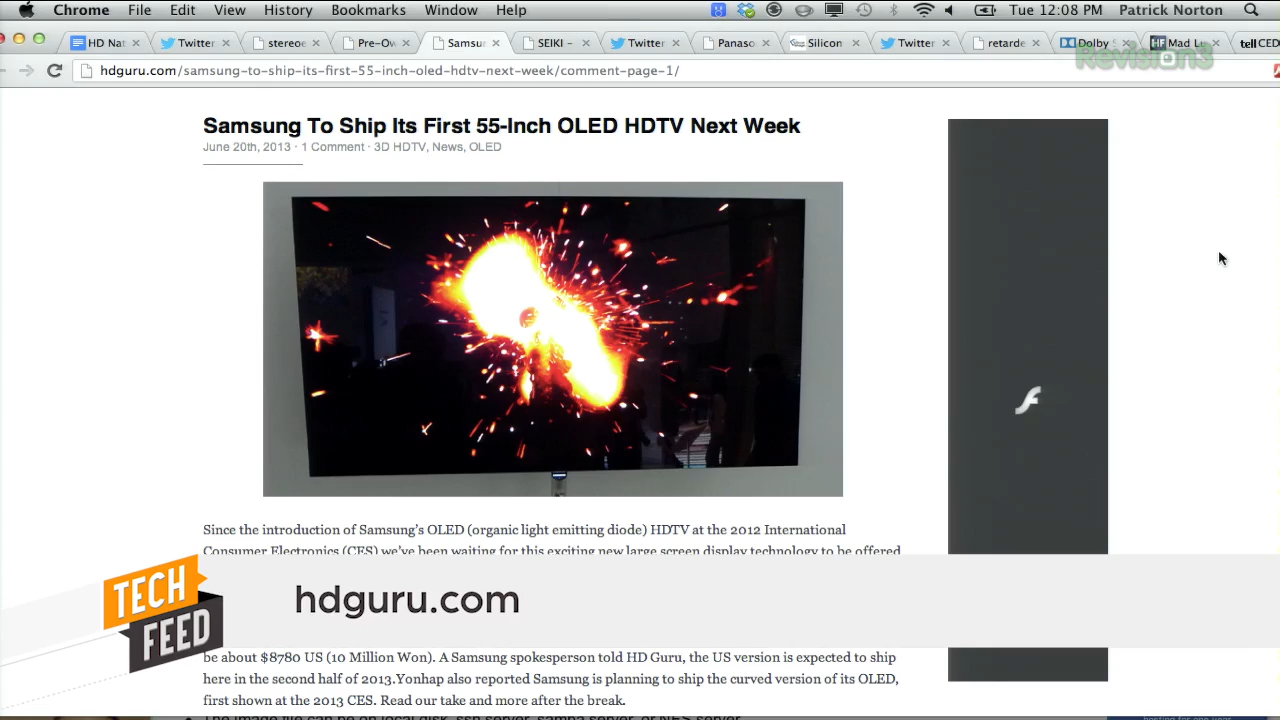 Chrome File Edit View History Bookmarks Window Help Tue 12:08 PM Patrick Norton
HD Nat Twitter stereoe Pre-Ow Samsu SEIKI – Twitter Panaso Silicon Twitter retarde Dolby S Mad L tell CED
Revision3
hdguru.com/samsung-to-ship-its-first-55-inch-oled-hdtv-next-week/comment-page-1/
Samsung To Ship Its First 55-Inch OLED HDTV Next Week
June 20th, 2013 · 1 Comment · 3D HDTV, News, OLED
Since the introduction of Samsung's OLED (organic light emitting diode) HDTV at the 2012 International
Consumer Electronics (CES) we've been waiting for this exciting new large screen display technology to be offered
TECH
FEED
hdguru.com
be about $8780 US (10 Million Won). A Samsung spokesperson told HD Guru, the US version is expected to ship
here in the second half of 2013.Yonhap also reported Samsung is planning to ship the curved version of its OLED,
first shown at the 2013 CES. Read our take and more after the break.